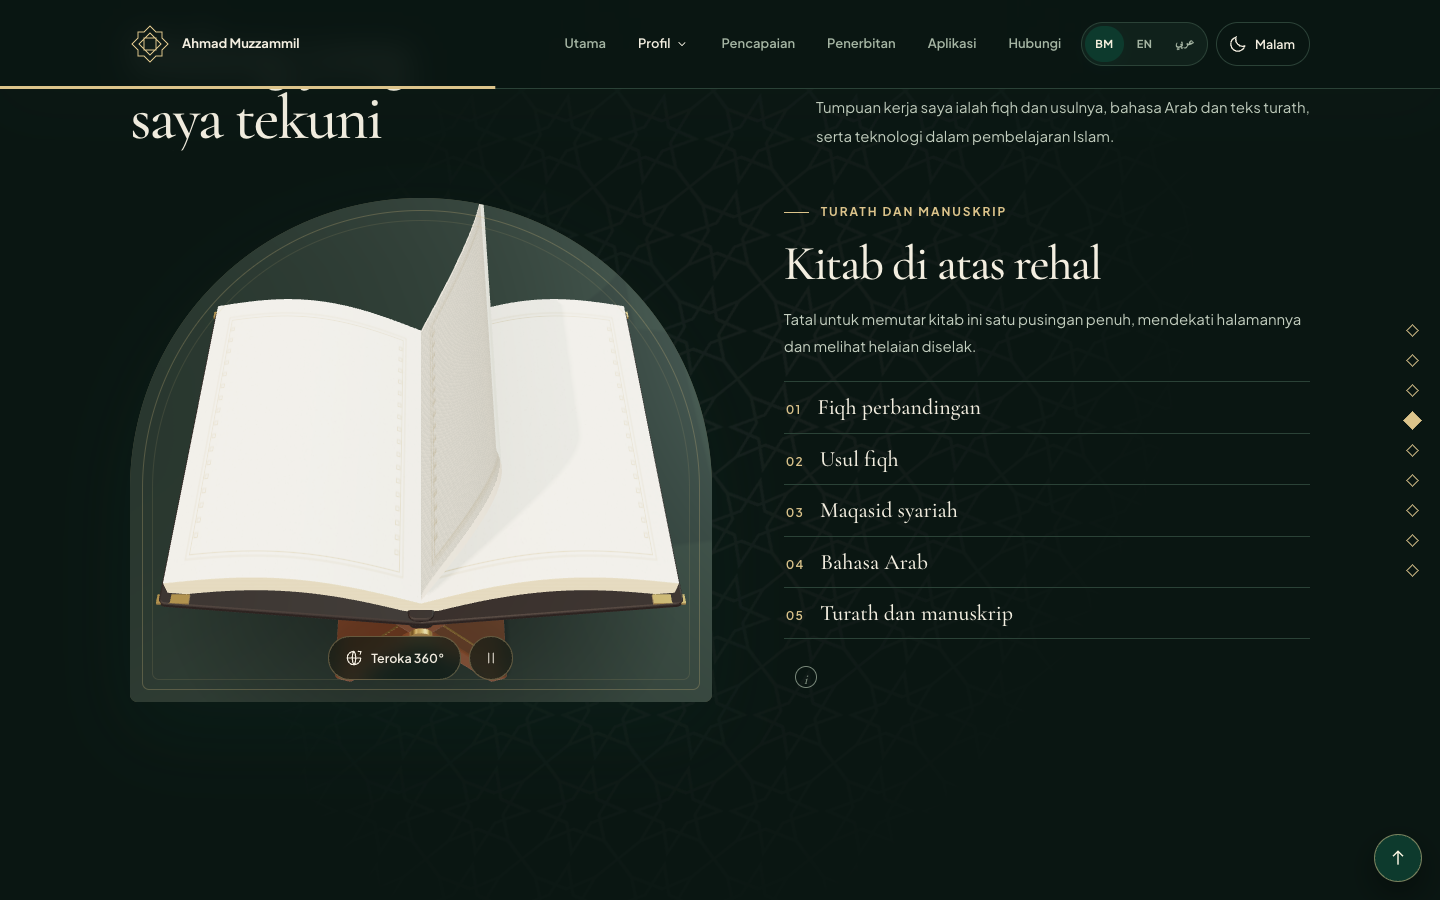 Ahmad Muzzammil
Utama
Profil
Pencapaian
Penerbitan
Aplikasi
Hubungi
BM
EN
عربي
Malam
saya tekuni
Tumpuan kerja saya ialah fiqh dan usulnya, bahasa Arab dan teks turath,
serta teknologi dalam pembelajaran Islam.
TURATH DAN MANUSKRIP
Kitab di atas rehal
Tatal untuk memutar kitab ini satu pusingan penuh, mendekati halamannya
dan melihat helaian diselak.
01 Fiqh perbandingan
02 Usul fiqh
03 Maqasid syariah
04 Bahasa Arab
05 Turath dan manuskrip
Teroka 360°
i